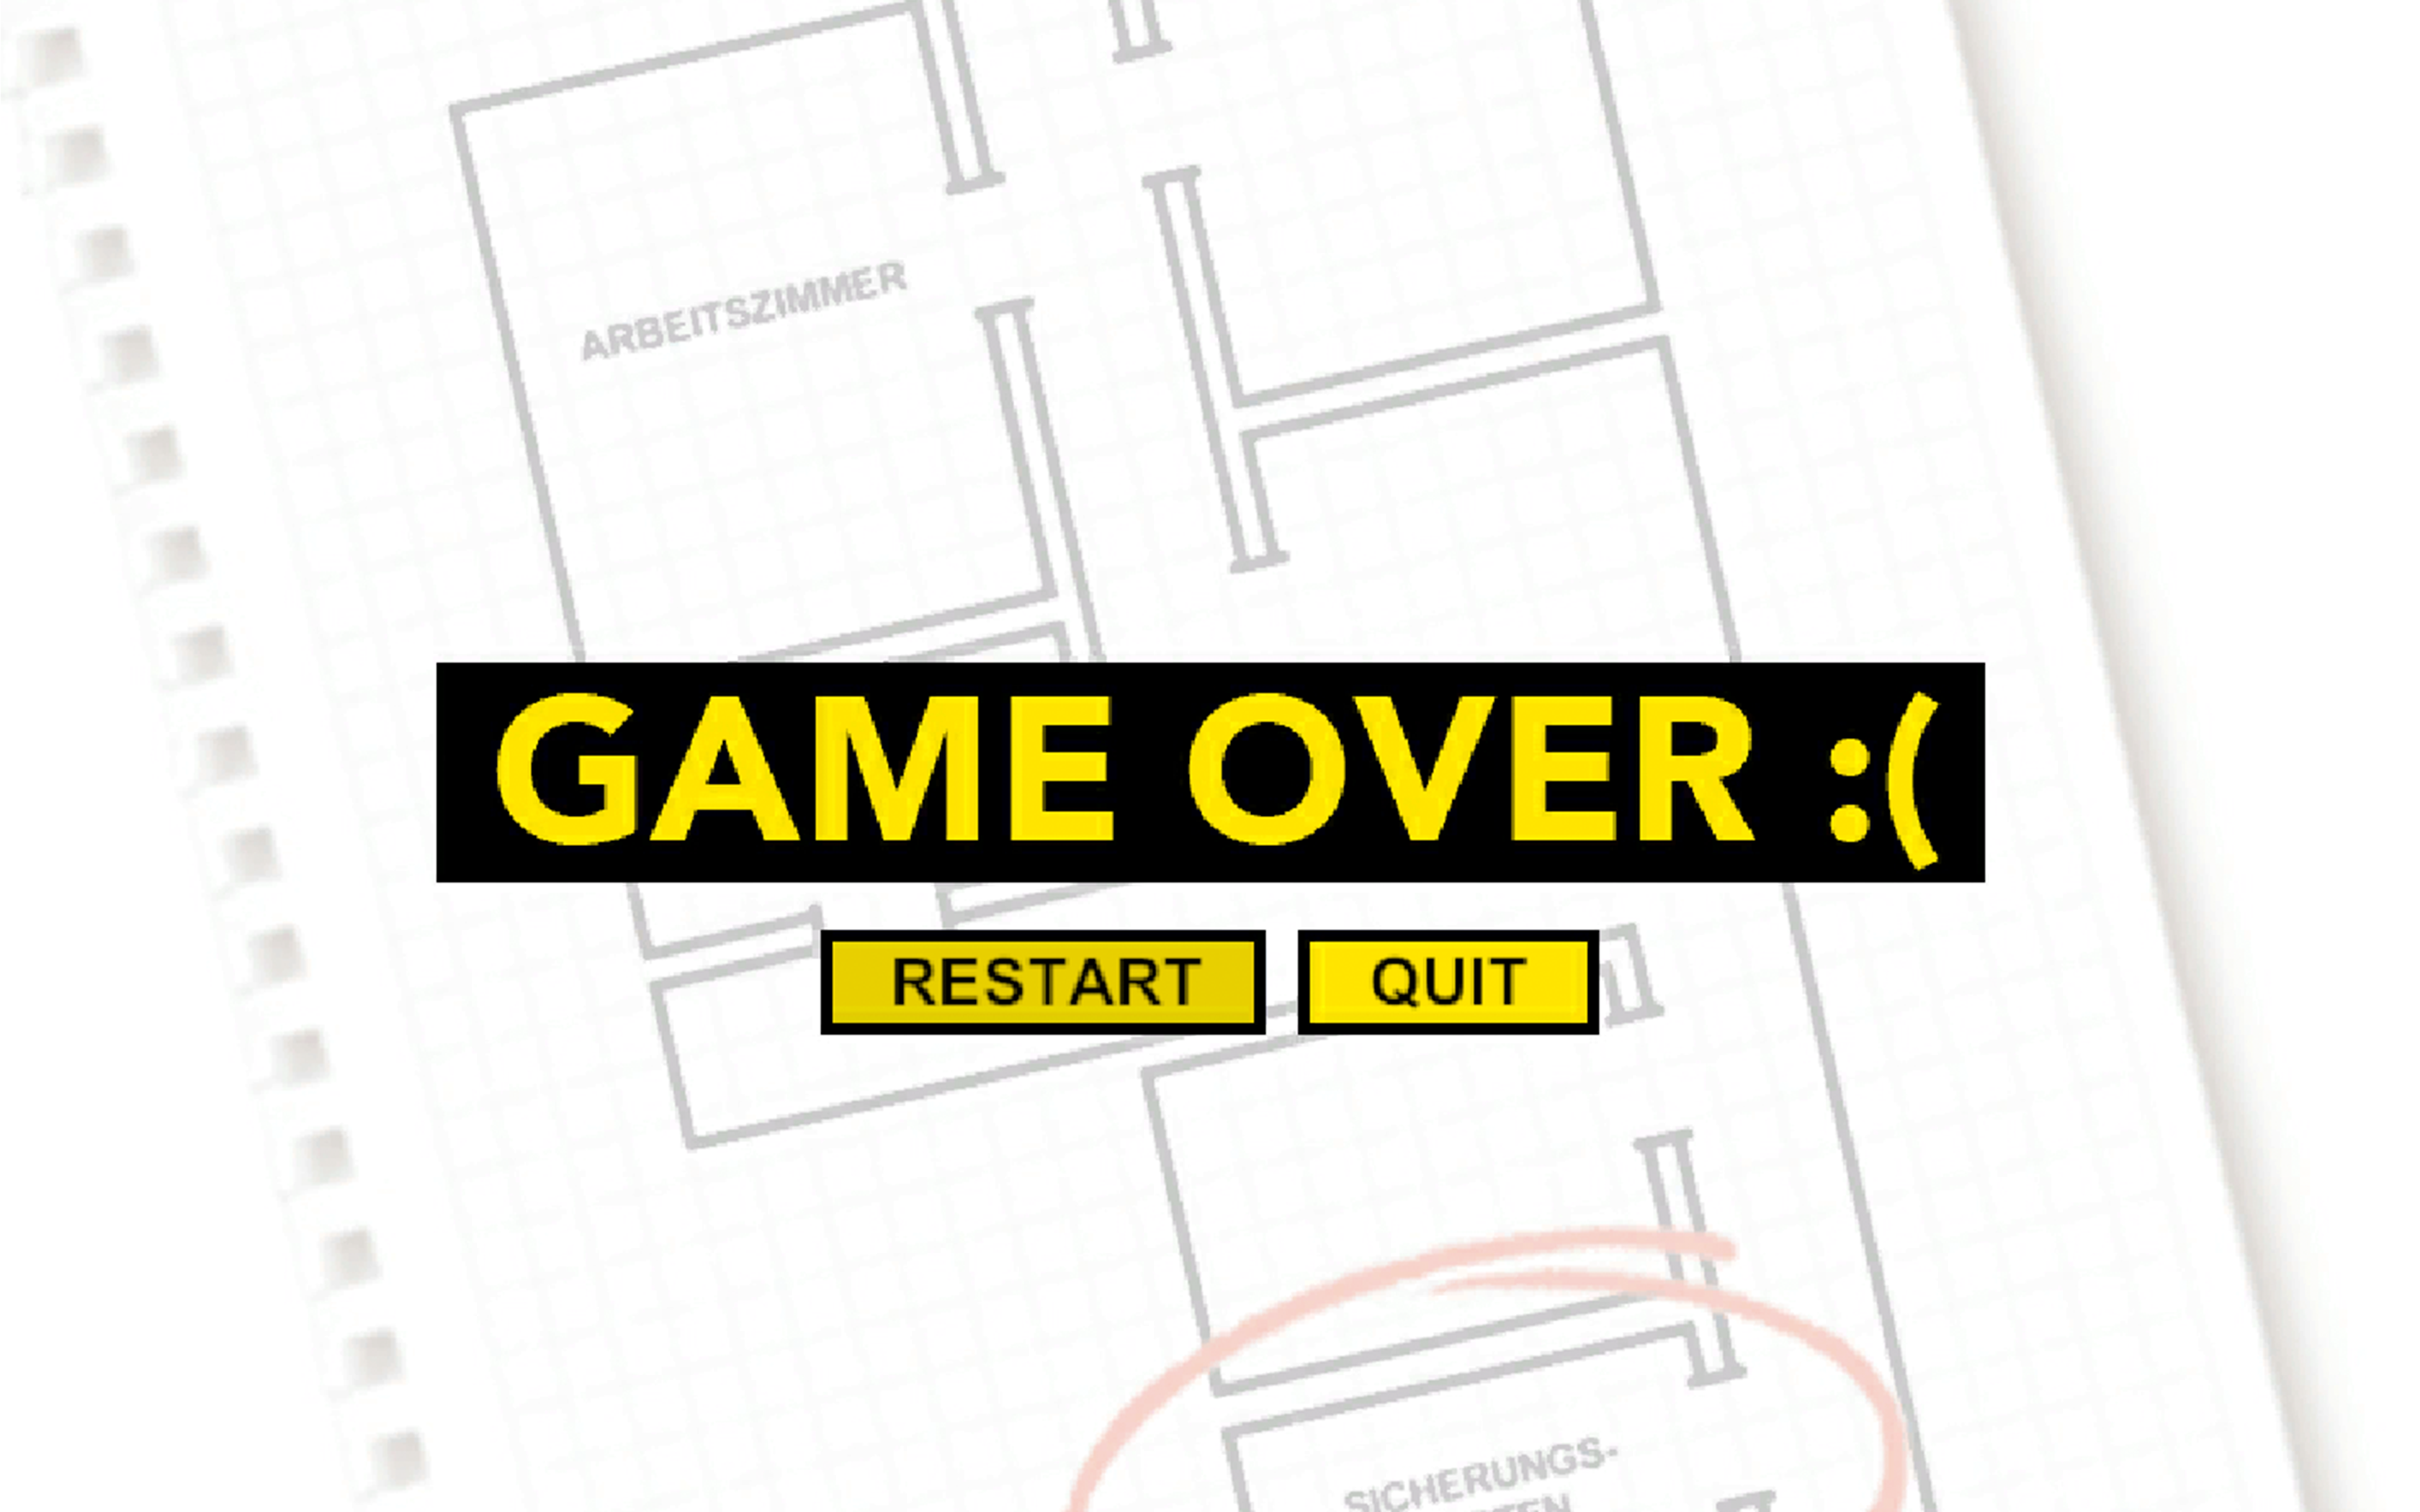 ARBEITSZIMMER
GAME OVER :(
RESTART
QUIT
SICHERUNGS-